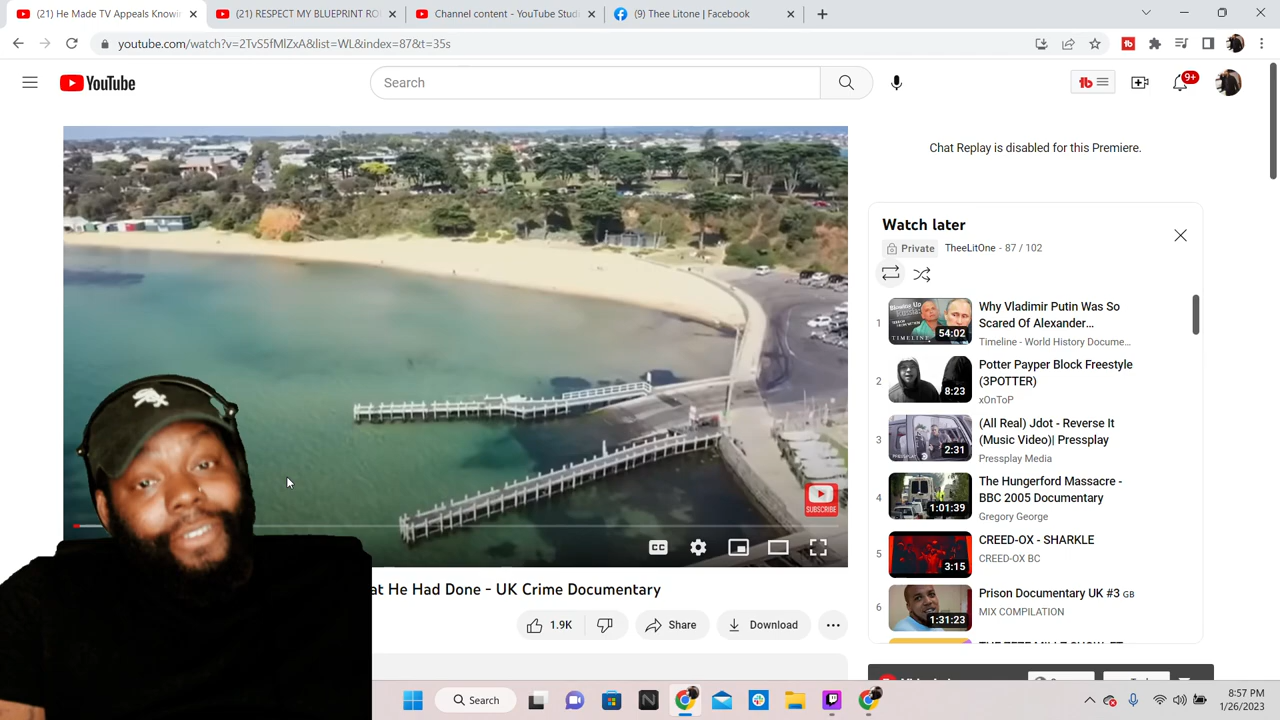 (21) He Made TV Appeals Knowin
(21) RESPECT MY BLUEPRINT RO
Channel content - YouTube Stud
(9) Thee Litone | Facebook
youtube.com/watch?v=2TvS5fMlZxA&list=WL&index=87&t=35s
YouTube
Search
9+
Chat Replay is disabled for this Premiere.
Watch later
Private TheeLitOne - 87 / 102
1
Why Vladimir Putin Was So
Scared Of Alexander...
Timeline - World History Docume...
54:02
2
Potter Payper Block Freestyle
(3POTTER)
xOnToP
8:23
3
(All Real) Jdot - Reverse It
(Music Video)| Pressplay
Pressplay Media
2:31
4
The Hungerford Massacre -
BBC 2005 Documentary
Gregory George
1:01:39
5
CREED-OX - SHARKLE
CREED-OX BC
3:15
6
Prison Documentary UK #3 GB
MIX COMPILATION
1:31:23
SUBSCRIBE
CC
at He Had Done - UK Crime Documentary
1.9K
Share
Download
Search
8:57 PM
1/26/2023